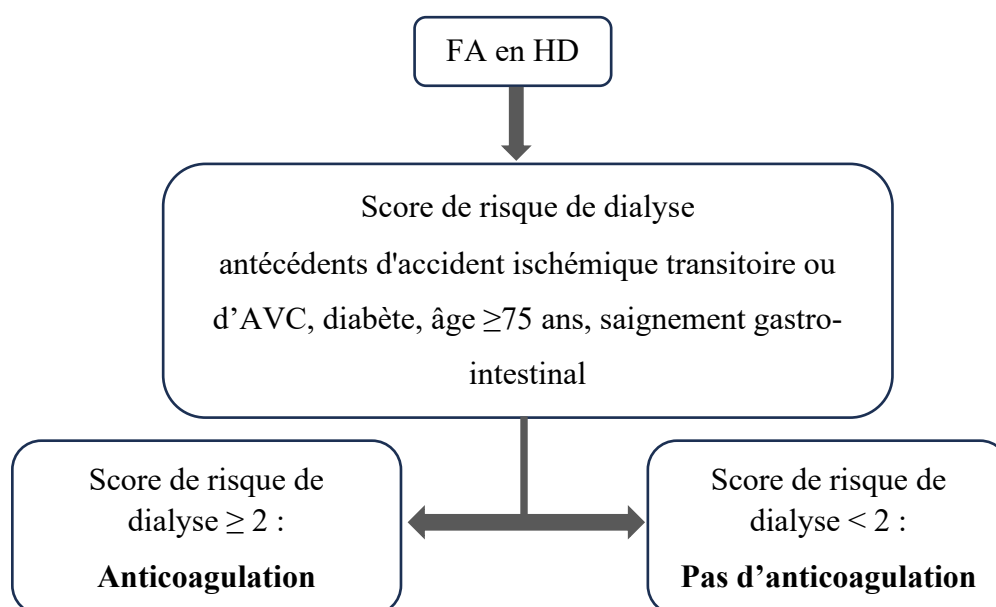 FA en HD
Score de risque de dialyse
antécédents d'accident ischémique transitoire ou
d’AVC, diabète, âge ≥75 ans, saignement gastro-
intestinal
Score de risque de
dialyse ≥ 2 :
Anticoagulation
Score de risque de
dialyse < 2 :
Pas d’anticoagulation